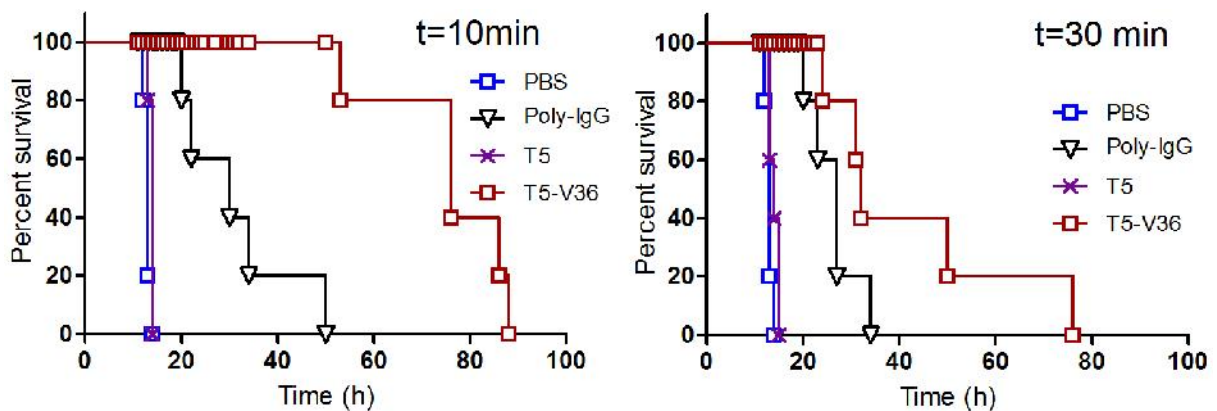 t=10min
100
80
60
40
20
0
Percent survival
PBS
Poly-IgG
T5
T5-V36
0 20 40 60 80 100
Time (h)
t=30 min
100
80
60
40
20
0
Percent survival
PBS
Poly-IgG
T5
T5-V36
0 20 40 60 80 100
Time (h)